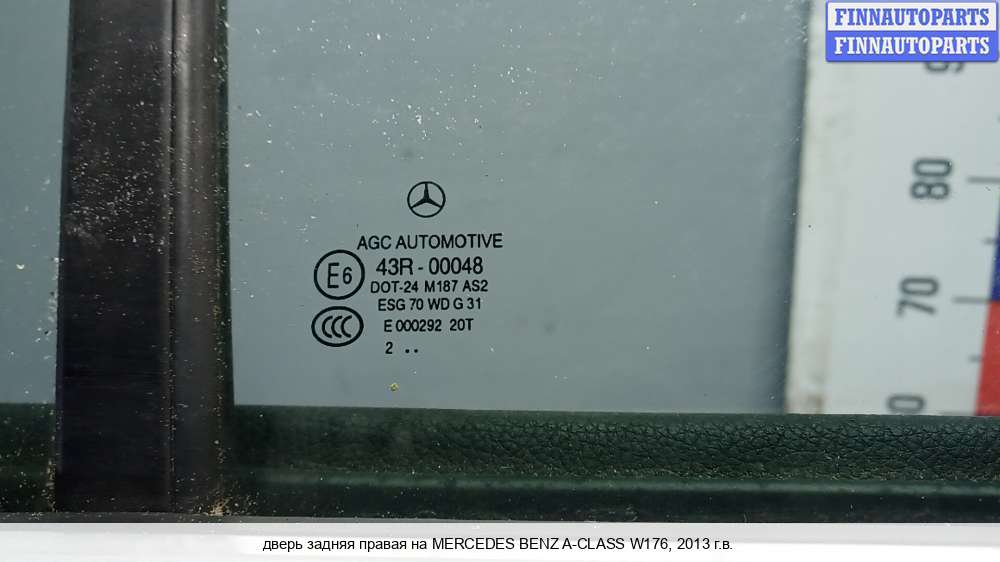 FINNAUTOPARTS
FINNAUTOPARTS
80
70
AGC AUTOMOTIVE
E6
43R - 00048
DOT-24 M187 AS2
ESG 70 WD G 31
CCC
E 000292 20T
2 ..
дверь задняя правая на MERCEDES BENZ A-CLASS W176, 2013 г.в.